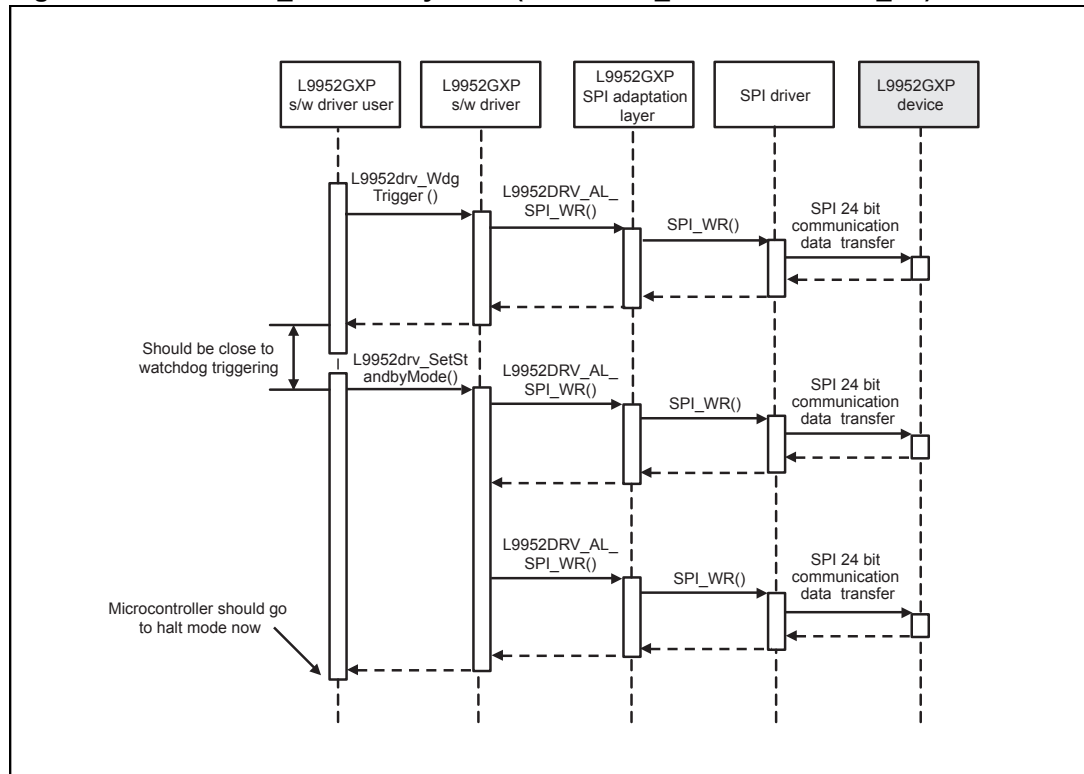 L9952GXP
s/w driver user
L9952GXP
s/w driver
L9952GXP
SPI adaptation
layer
SPI driver
L9952GXP
device
L9952drv_Wdg
Trigger ()
L9952DRV_AL_
SPI_WR()
SPI_WR()
SPI 24 bit
communication
data transfer
Should be close to
watchdog triggering
L9952drv_SetSt
andbyMode()
L9952DRV_AL_
SPI_WR()
SPI_WR()
SPI 24 bit
communication
data transfer
L9952DRV_AL_
SPI_WR()
SPI_WR()
SPI 24 bit
communication
data transfer
Microcontroller should go
to halt mode now